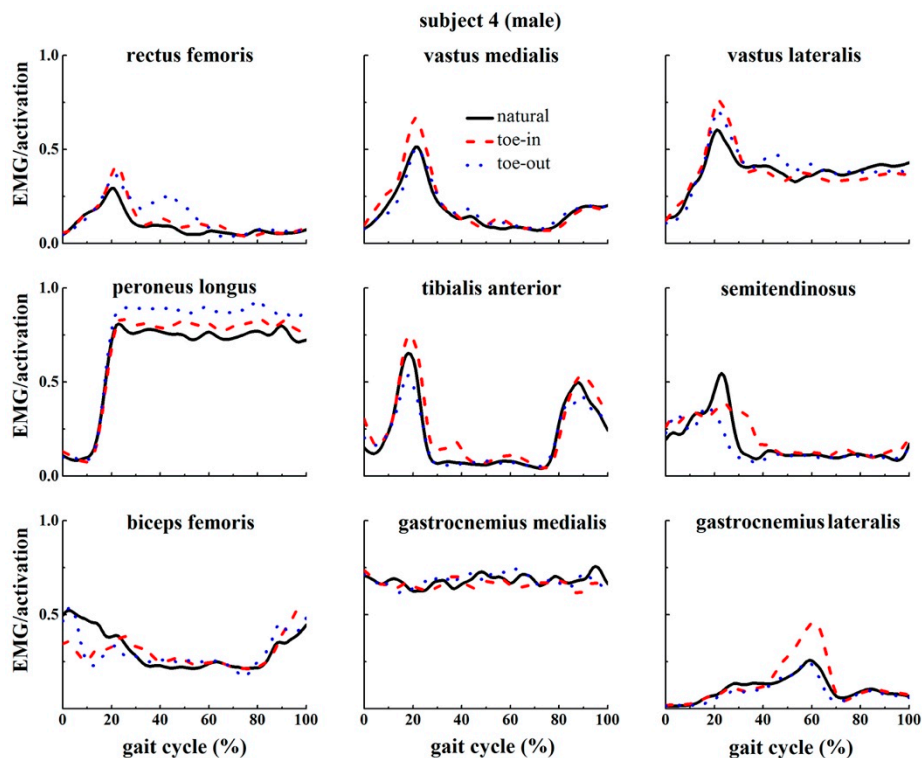 subject 4 (male)
rectus femoris
vastus medialis
vastus lateralis
EMG/activation
1.0
0.5
0.0
natural
toe-in
toe-out
peroneus longus
tibialis anterior
semitendinosus
EMG/activation
1.0
0.5
0.0
biceps femoris
gastrocnemius medialis
gastrocnemius lateralis
EMG/activation
1.0
0.5
0 20 40 60 80 100
0 20 40 60 80 100
0 20 40 60 80 100
gait cycle (%)
gait cycle (%)
gait cycle (%)